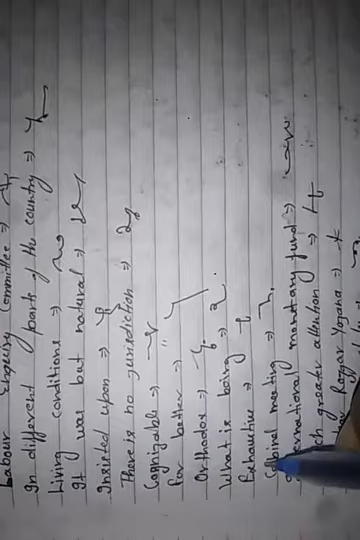 Labour Enquiry Committee ⇒
In different parts of the country ⇒
Living conditions ⇒
It was but natural ⇒
Insisted upon ⇒
There is no jurisdiction ⇒
Cognizable ⇒
for better ⇒
Orthodox ⇒
What is being ⇒
Exhaustive ⇒
Cabinet meeting ⇒
International monetary fund ⇒
ch greater attention ⇒
Rozgar Yojana ⇒